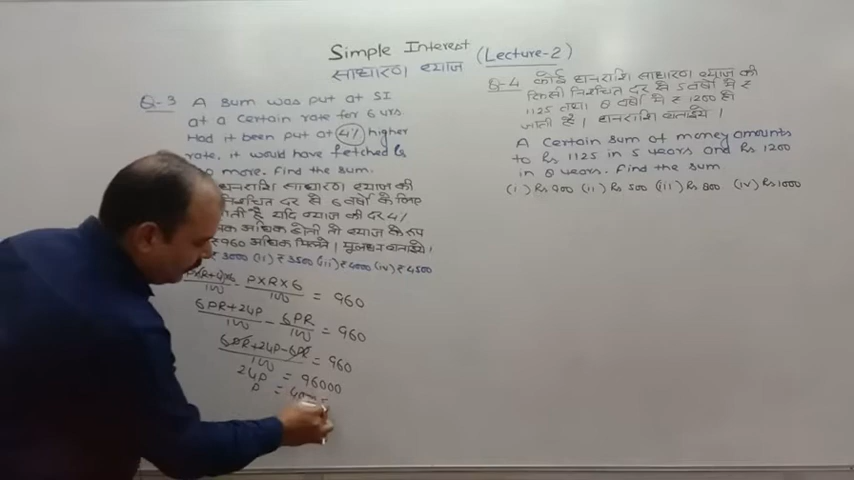 Simple Interest (Lecture-2)
साधारण ब्याज
Q-3 A sum was put at SI
at a certain rate for 6 yrs.
Had it been put at 4% higher
rate, it would have fetched Rs
more. Find the sum.
धनराशि साधारण ब्याज की
निश्चित दर से 6 वर्षों के लिए
है यदि ब्याज की दर 4%
अधिक होती तो ब्याज के रूप
₹960 अधिक मिलते। मूलधन बताइये।
₹3000 (ii) ₹3500 (iii) ₹4000 (iv) ₹4500
P×(R+4)×6/100 - P×R×6/100 = 960
6PR+24P/100 - 6PR/100 = 960
6PR+24P-6PR/100 = 960
24P = 96000
P =
Q-4 कोई धनराशि साधारण ब्याज की
किसी निश्चित दर से 5 वर्षों में ₹
1125 तथा 8 वर्षों में ₹1200 हो
जाती है। धनराशि बताइये।
A Certain sum of money amounts
to Rs 1125 in 5 years and Rs 1200
in 8 years. Find the sum
(i) Rs 900 (ii) Rs 500 (iii) Rs 800 (iv) Rs 1000